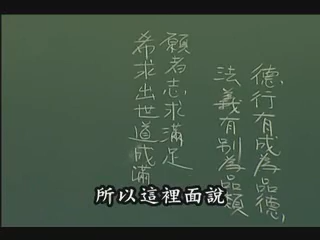 德行有成為品德
法義有別為品類
願者志求滿足
希求出世道成滿
所以這裡面說